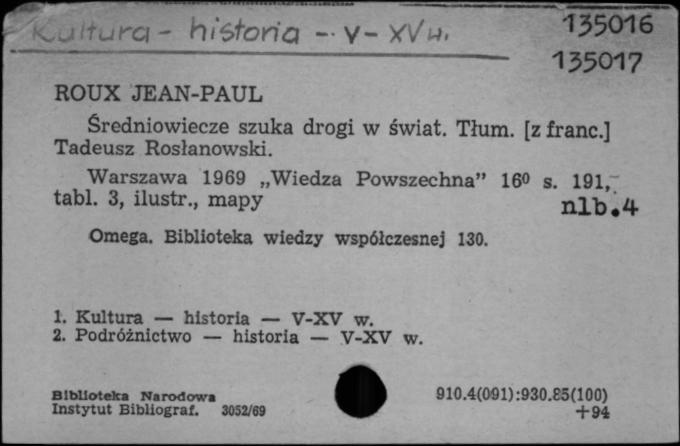 Kultura - historia - V - XV w.
135016
135017
ROUX JEAN-PAUL
Średniowiecze szuka drogi w świat. Tłum. [z franc.]
Tadeusz Rosłanowski.
Warszawa 1969 „Wiedza Powszechna” 16⁰ s. 191,
tabl. 3, ilustr., mapy
nlb.4
Omega. Biblioteka wiedzy współczesnej 130.
1. Kultura — historia — V-XV w.
2. Podróżnictwo — historia — V-XV w.
Biblioteka Narodowa
Instytut Bibliograf. 3052/69
910.4(091):930.85(100)
+94